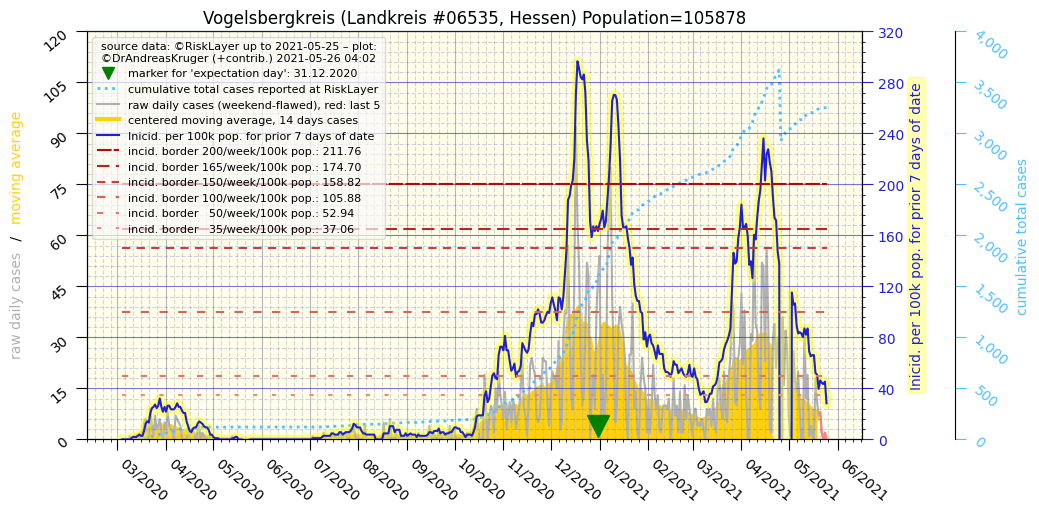 Vogelsbergkreis (Landkreis #06535, Hessen) Population=105878
source data: ©RiskLayer up to 2021-05-25 – plot:
©DrAndreasKruger (+contrib.) 2021-05-26 04:02
marker for 'expectation day': 31.12.2020
cumulative total cases reported at RiskLayer
raw daily cases (weekend-flawed), red: last 5
centered moving average, 14 days cases
Inicid. per 100k pop. for prior 7 days of date
incid. border 200/week/100k pop.: 211.76
incid. border 165/week/100k pop.: 174.70
incid. border 150/week/100k pop.: 158.82
incid. border 100/week/100k pop.: 105.88
incid. border 50/week/100k pop.: 52.94
incid. border 35/week/100k pop.: 37.06
raw daily cases / moving average
120
105
90
75
60
45
30
15
0
03/2020
04/2020
05/2020
06/2020
07/2020
08/2020
09/2020
10/2020
11/2020
12/2020
01/2021
02/2021
03/2021
04/2021
05/2021
06/2021
320
280
240
200
160
120
80
40
0
Inicid. per 100k pop. for prior 7 days of date
4,000
3,500
3,000
2,500
2,000
1,500
1,000
500
0
cumulative total cases